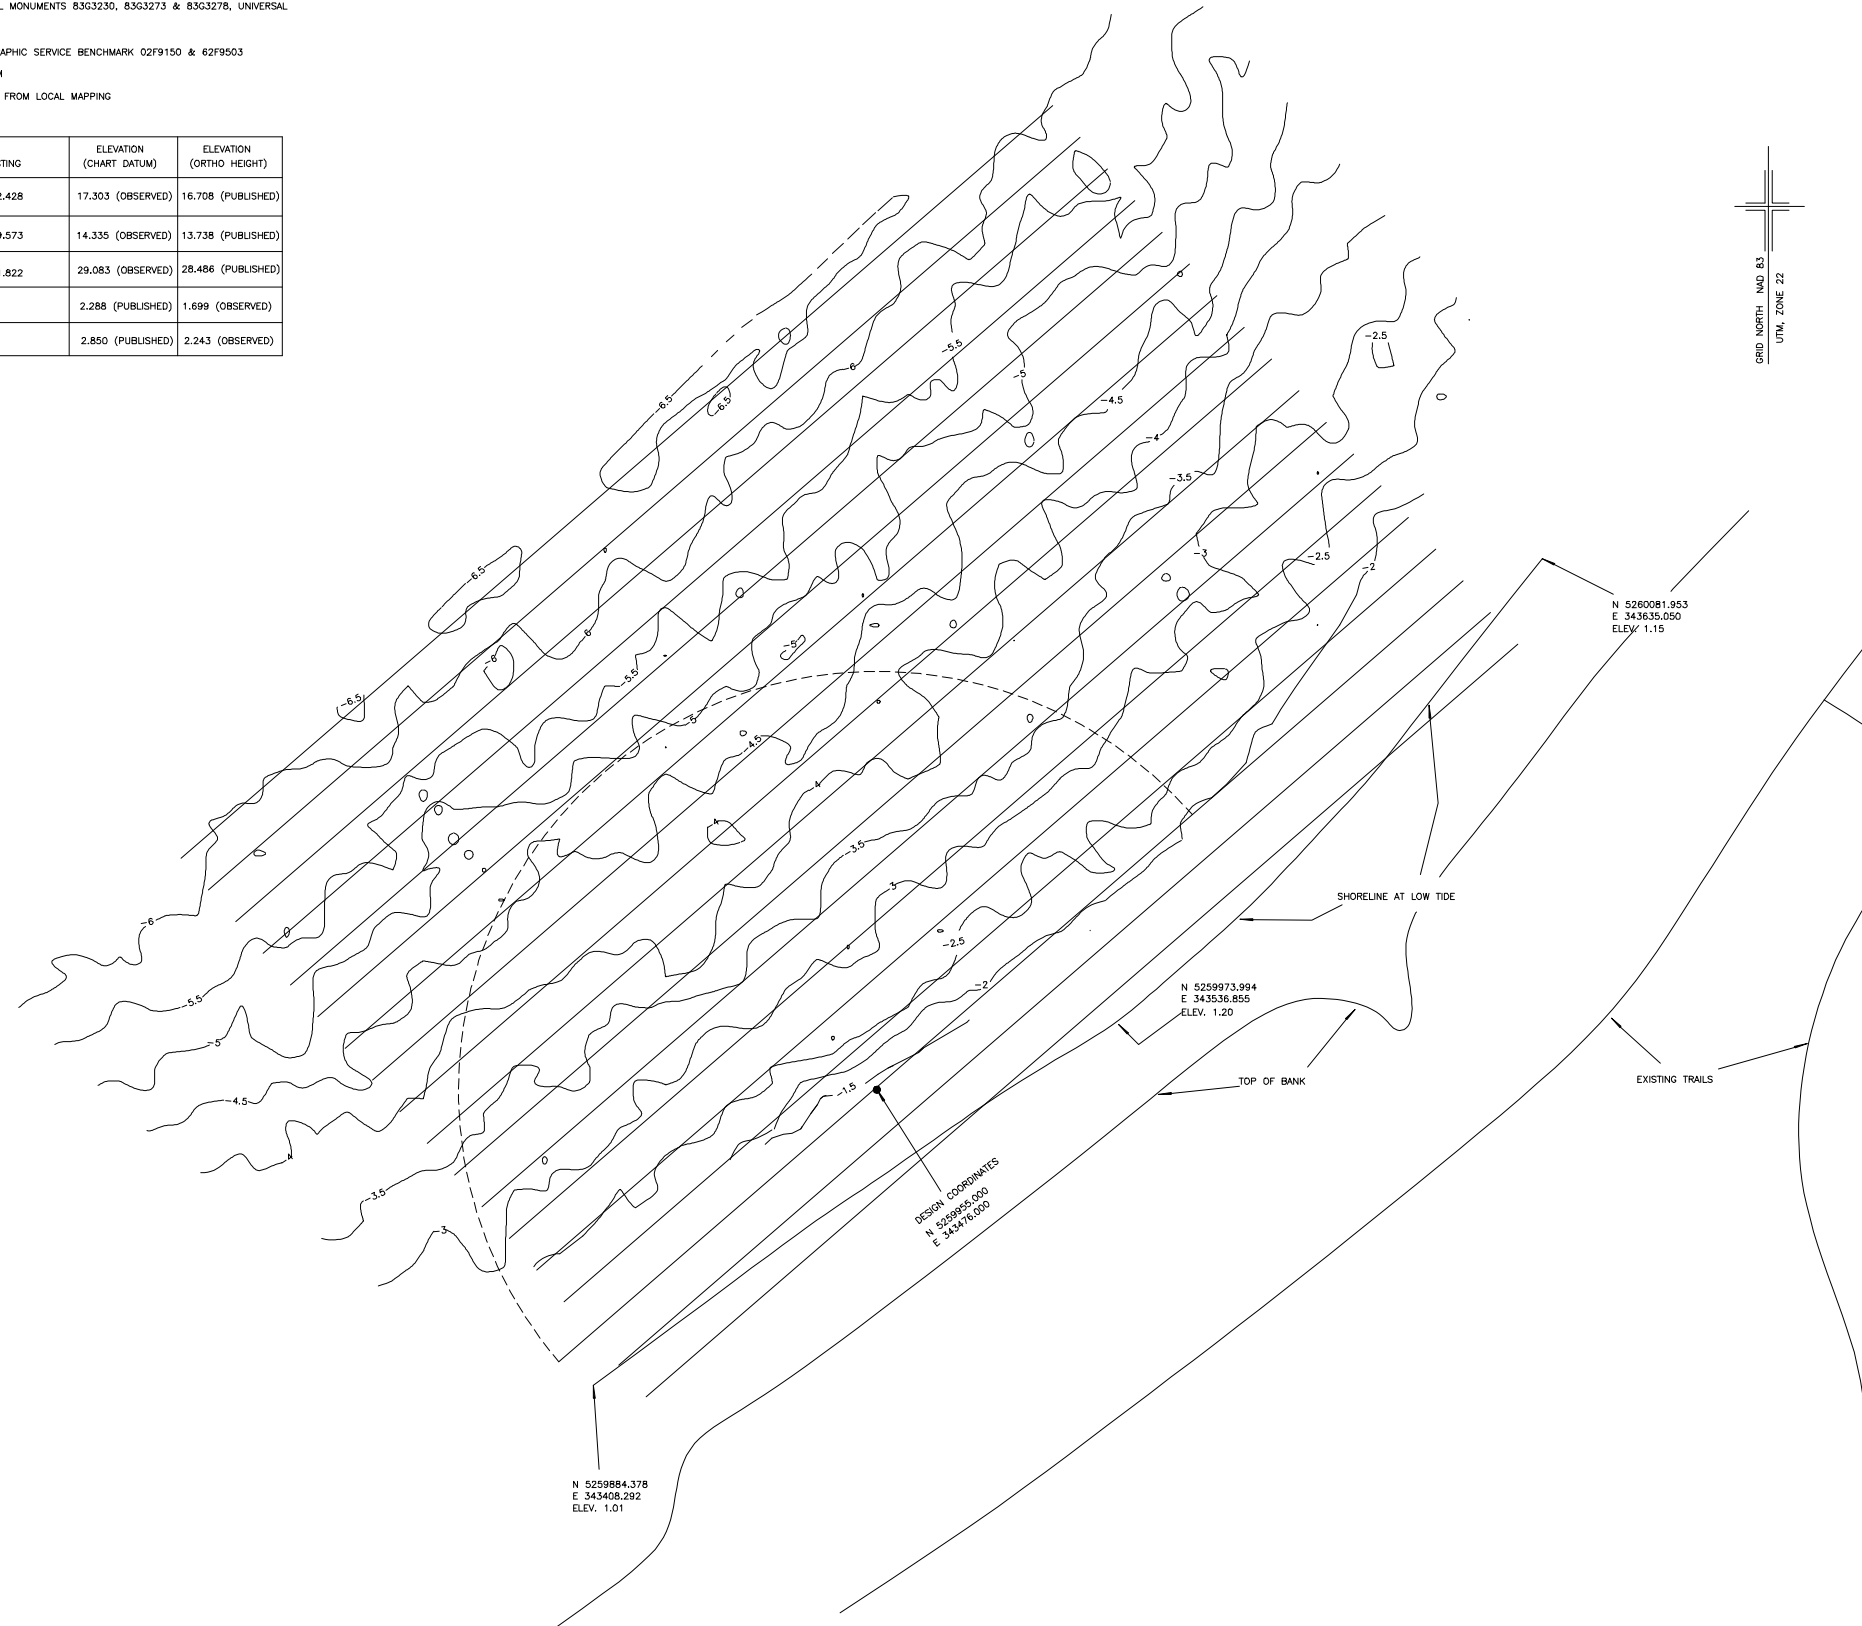 L MONUMENTS 83G3230, 83G3273 & 83G3278, UNIVERSAL
APHIC SERVICE BENCHMARK 02F9150 & 62F9503
M
FROM LOCAL MAPPING
TING
ELEVATION
(CHART DATUM)
ELEVATION
(ORTHO HEIGHT)
2.428
17.303 (OBSERVED)
16.708 (PUBLISHED)
9.573
14.335 (OBSERVED)
13.738 (PUBLISHED)
1.822
29.083 (OBSERVED)
28.486 (PUBLISHED)
2.288 (PUBLISHED)
1.699 (OBSERVED)
2.850 (PUBLISHED)
2.243 (OBSERVED)
GRID NORTH NAD 83
UTM, ZONE 22
-2.5
-5.5
6
-5
-6.5
-6.5
-4.5
-4
-3.5
-3
-2.5
-2
-6.5
N 5260081.953
E 343635.050
ELEV. 1.15
6
-6
-5
-5.5
-6.5
-5
-4.5
4
4
-3.5
3
SHORELINE AT LOW TIDE
-6
-2.5
-2
N 5259973.994
E 343536.855
ELEV. 1.20
-5.5
-5
TOP OF BANK
EXISTING TRAILS
-1.5
-4.5
4
-3.5
-3
DESIGN COORDINATES
N 5259955.000
E 343476.000
N 5259884.378
E 343408.292
ELEV. 1.01